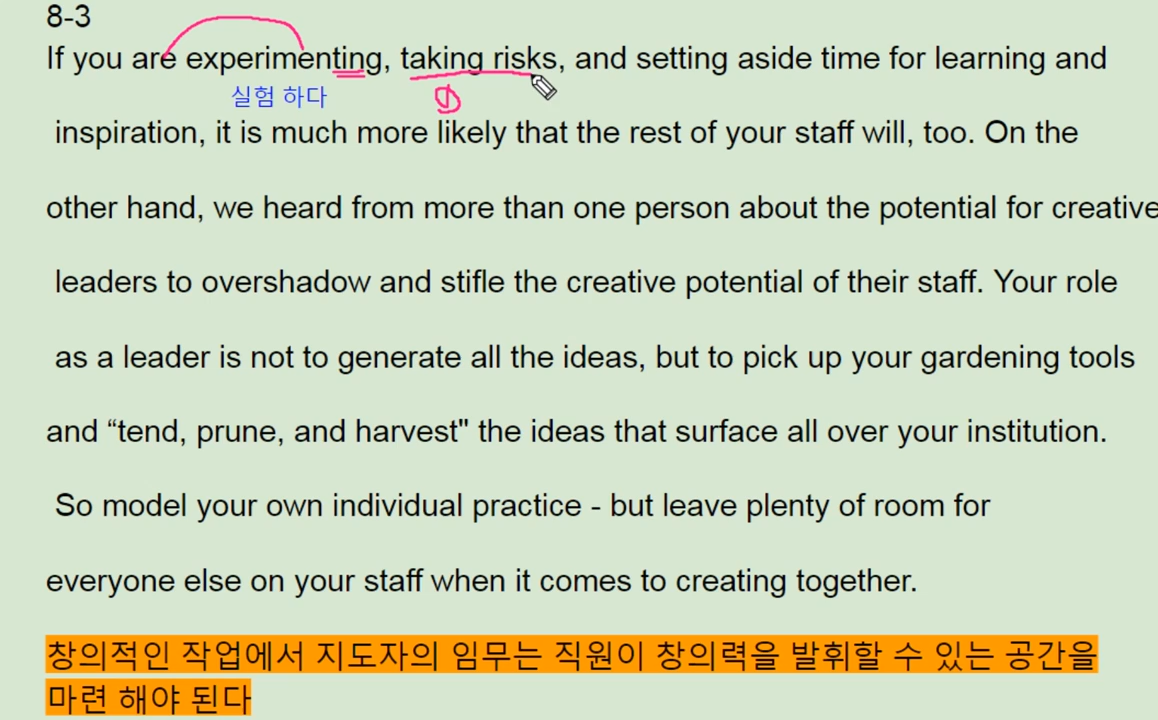 8-3
If you are experimenting, taking risks, and setting aside time for learning and
실험 하다
①
inspiration, it is much more likely that the rest of your staff will, too. On the
other hand, we heard from more than one person about the potential for creative
leaders to overshadow and stifle the creative potential of their staff. Your role
as a leader is not to generate all the ideas, but to pick up your gardening tools
and “tend, prune, and harvest" the ideas that surface all over your institution.
So model your own individual practice - but leave plenty of room for
everyone else on your staff when it comes to creating together.
창의적인 작업에서 지도자의 임무는 직원이 창의력을 발휘할 수 있는 공간을
마련 해야 된다